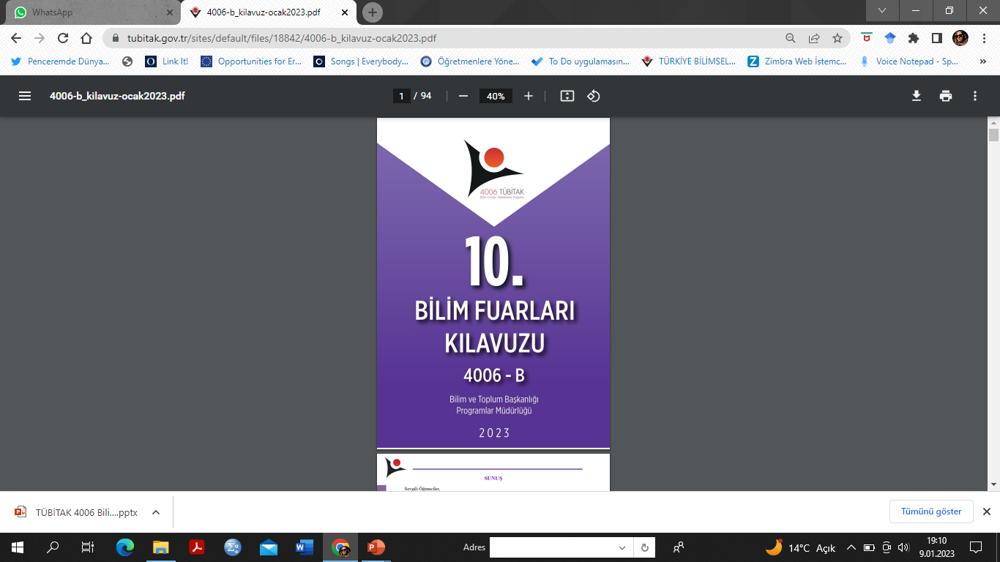 WhatsApp
4006-b_kilavuz-ocak2023.pdf
tubitak.gov.tr/sites/default/files/18842/4006-b_kilavuz-ocak2023.pdf
Penceremde Dünya...
Link It!
Opportunities for Er...
Songs | Everybody...
Öğretmenlere Yöne...
To Do uygulamasın...
TÜRKİYE BİLİMSEL...
Zimbra Web İstemc...
Voice Notepad - Sp...
4006-b_kilavuz-ocak2023.pdf
1 / 94
40%
4006 TÜBİTAK
Bilim Fuarları Destekleme Programı
10.
BİLİM FUARLARI
KILAVUZU
4006 - B
Bilim ve Toplum Başkanlığı
Programlar Müdürlüğü
2023
SUNUŞ
Sevgili Öğrenciler,
TÜBİTAK 4006 Bili....pptx
Tümünü göster
Adres
14°C Açık
19:10
9.01.2023